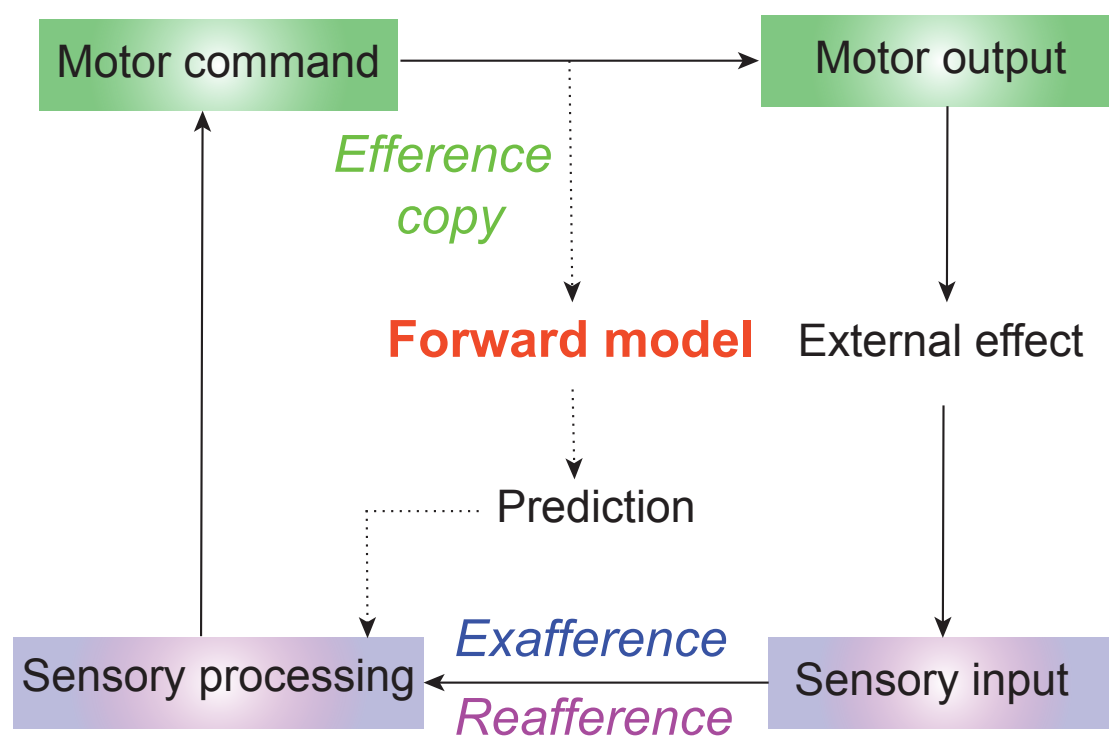 Motor command
Motor output
Efference
copy
Forward model
External effect
Prediction
Exafference
Sensory processing
Sensory input
Reafference